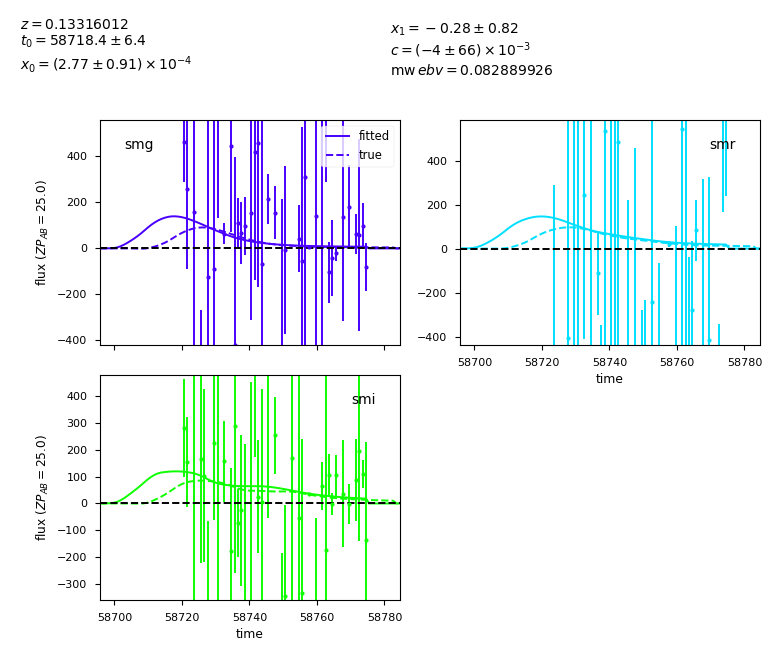 z = 0.13316012
t₀ = 58718.4 ± 6.4
x₀ = (2.77 ± 0.91) × 10⁻⁴
x₁ = −0.28 ± 0.82
c = (−4 ± 66) × 10⁻³
mw ebv = 0.082889926
smg
fitted
true
400
200
0
−200
−400
flux (ZP_AB = 25.0)
smr
400
200
0
−200
−400
58700 58720 58740 58760 58780
time
smi
400
300
200
100
0
−100
−200
−300
flux (ZP_AB = 25.0)
58700 58720 58740 58760 58780
time